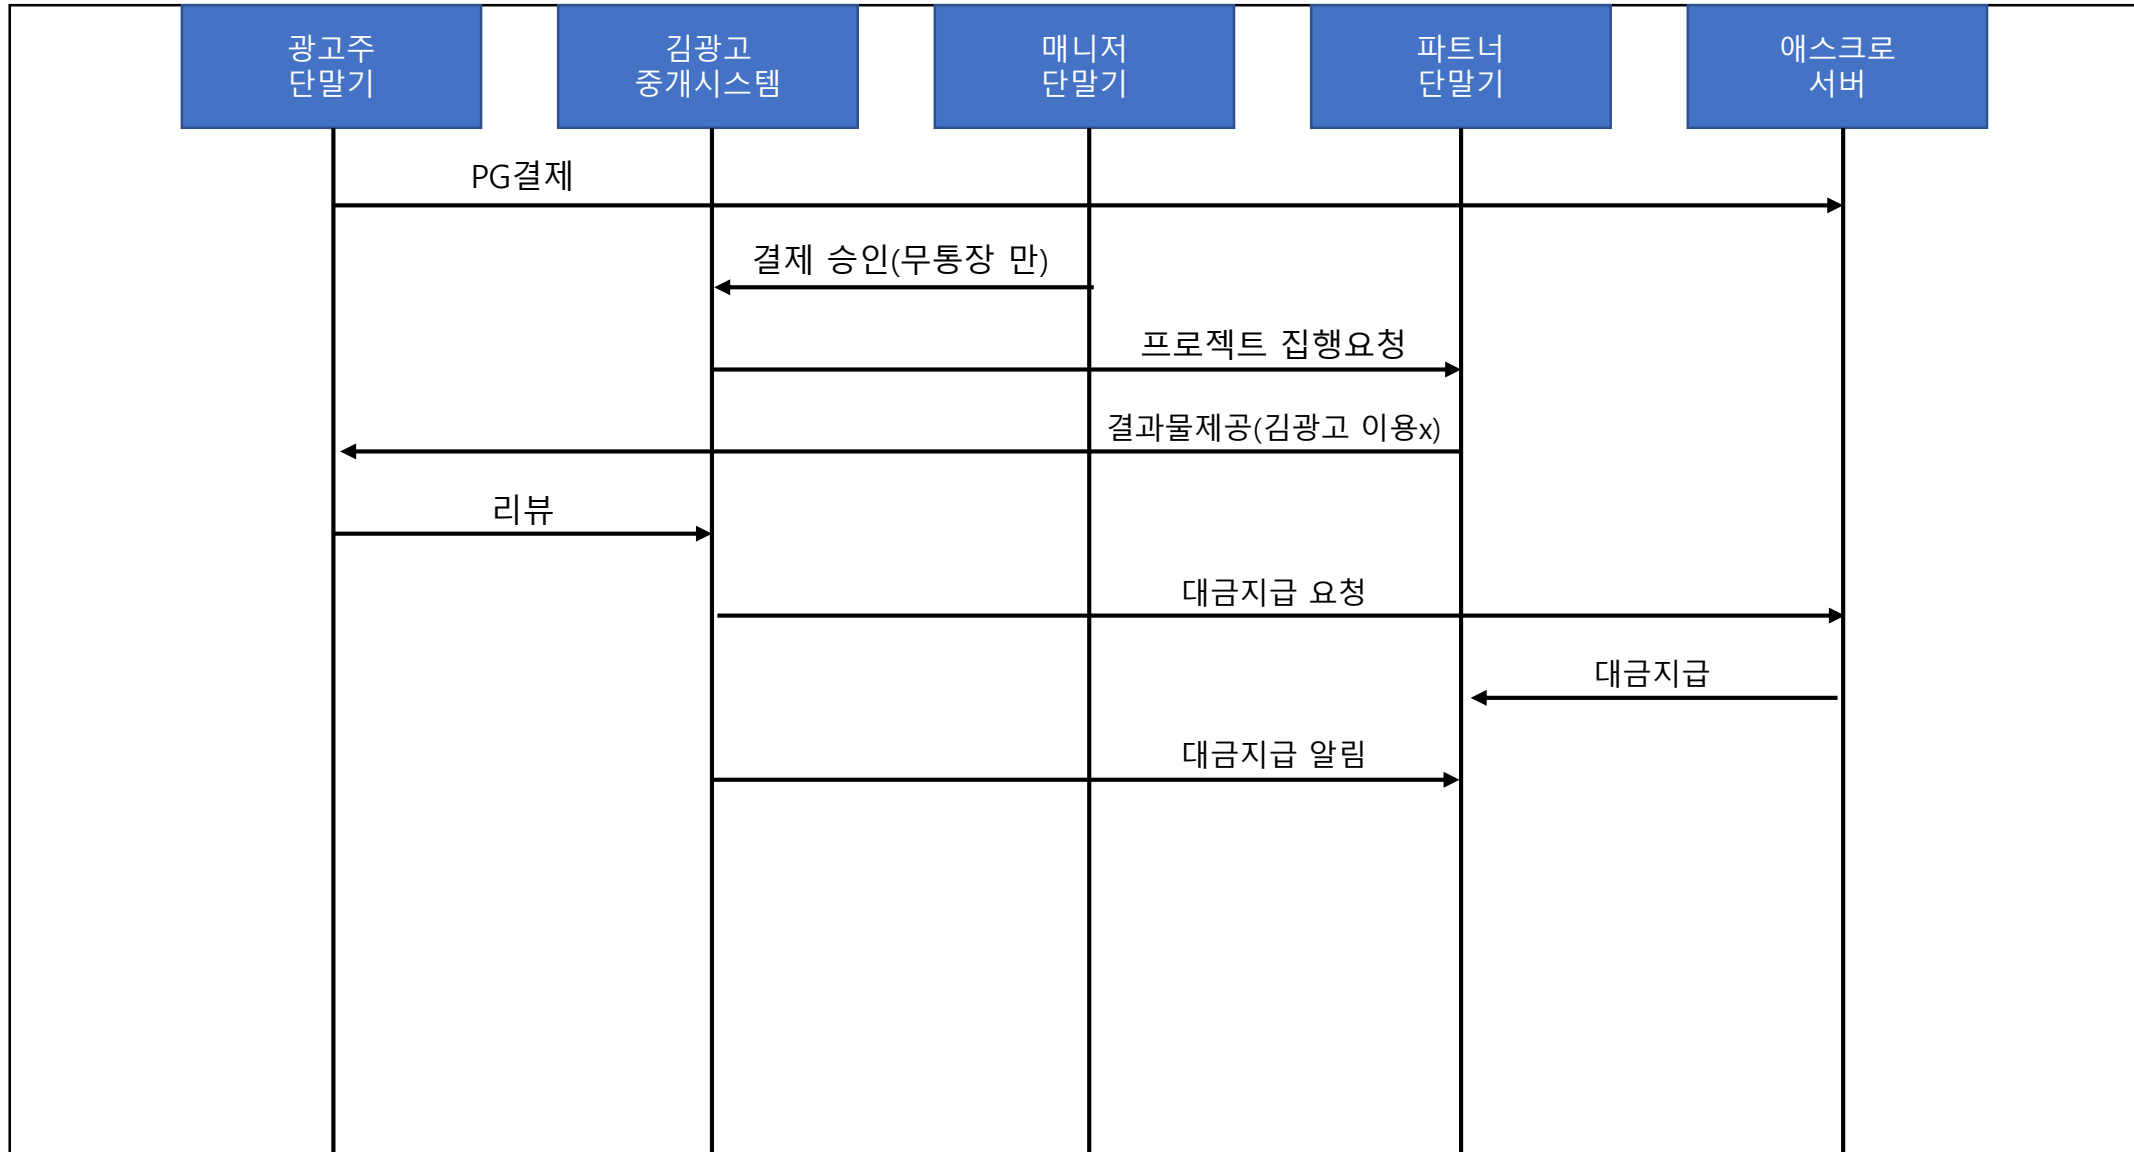 광고주
단말기
김광고
중개시스템
매니저
단말기
파트너
단말기
애스크로
서버
PG결제
결제 승인(무통장 만)
프로젝트 집행요청
결과물제공(김광고 이용x)
리뷰
대금지급 요청
대금지급
대금지급 알림